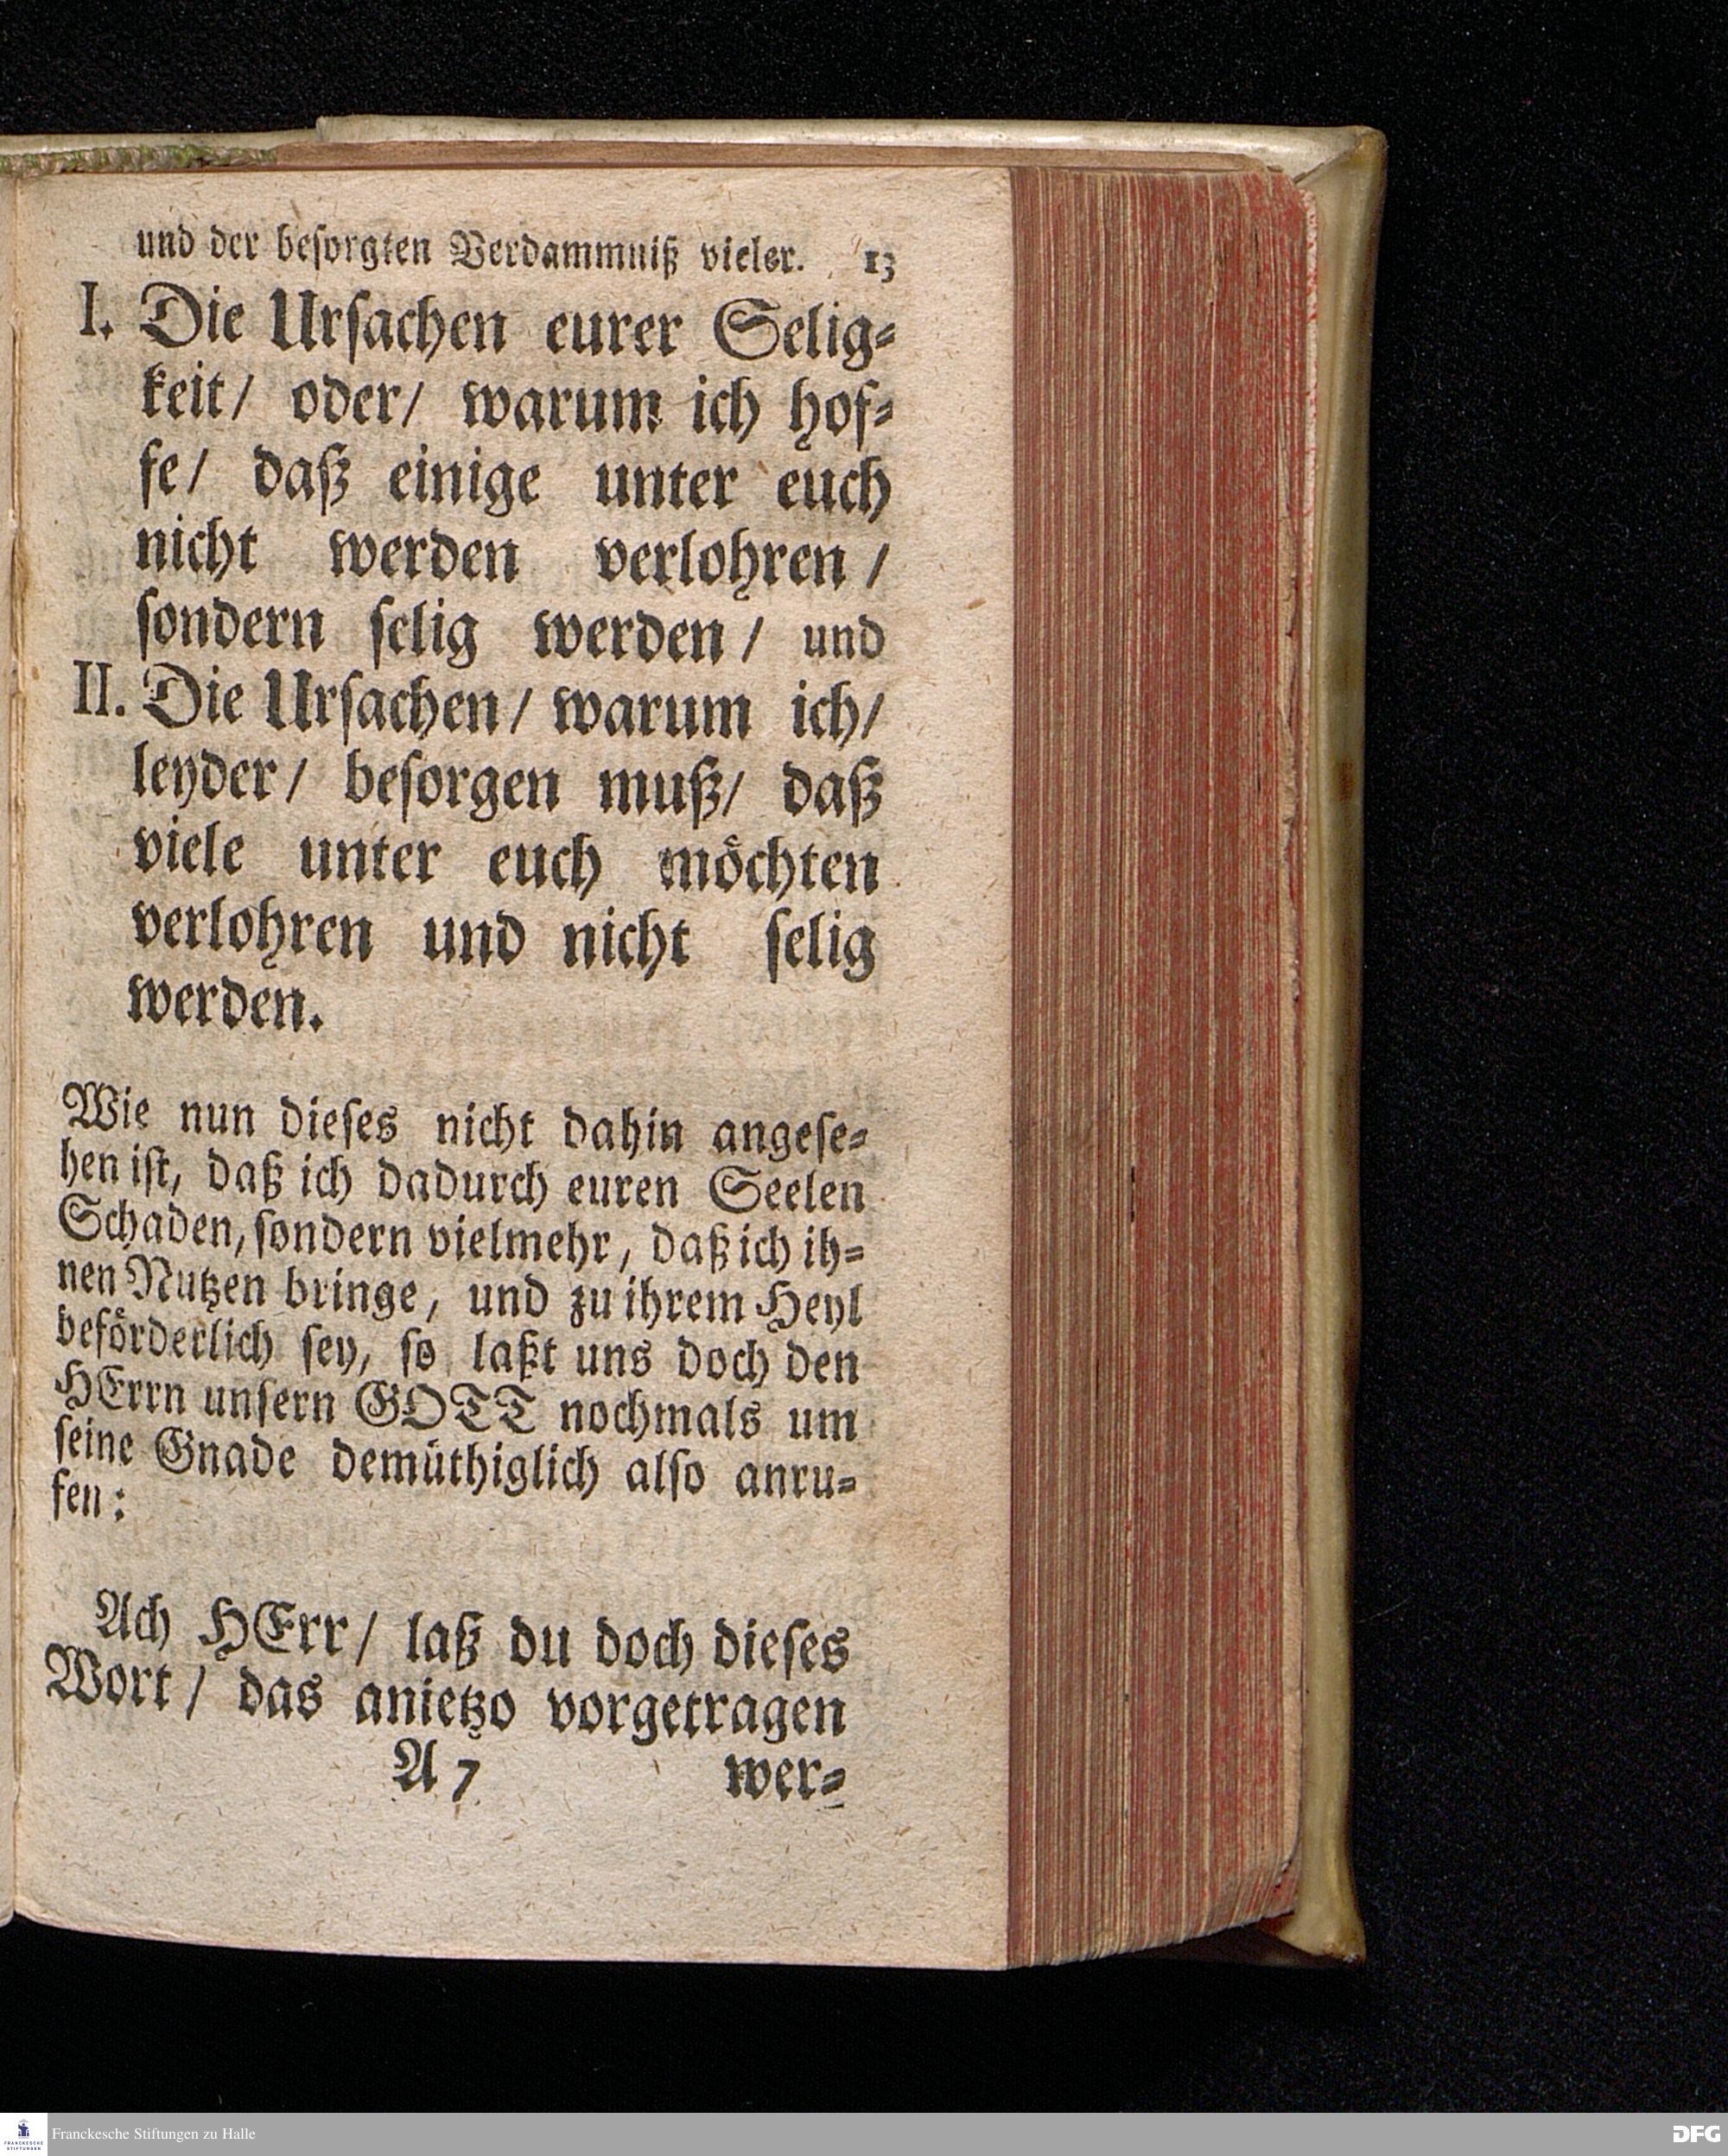 und der beſorgten Verdammniß vieler. 13
I. Die Urſachen eurer Selig⸗
keit/ oder/ warum ich hof⸗
fe/ daß einige unter euch
nicht werden verlohren /
ſondern ſelig werden / und
II. Die Urſachen / warum ich/
leyder / beſorgen muß/ daß
viele unter euch möchten
verlohren und nicht ſelig
werden.
Wie nun dieſes nicht dahin angeſe⸗
hen iſt, daß ich dadurch euren Seelen
Schaden, ſondern vielmehr, daß ich ih⸗
nen Nutzen bringe, und zu ihrem Heyl
beförderlich ſey, ſo laßt uns doch den
HErrn unſern GOTT nochmals um
ſeine Gnade demüthiglich alſo anru⸗
fen:
Ach HErr / laß du doch dieſes
Wort / das anietzo vorgetragen
A 7 wer⸗
FRANCKESCHE
STIFTUNGEN
Franckesche Stiftungen zu Halle
DFG